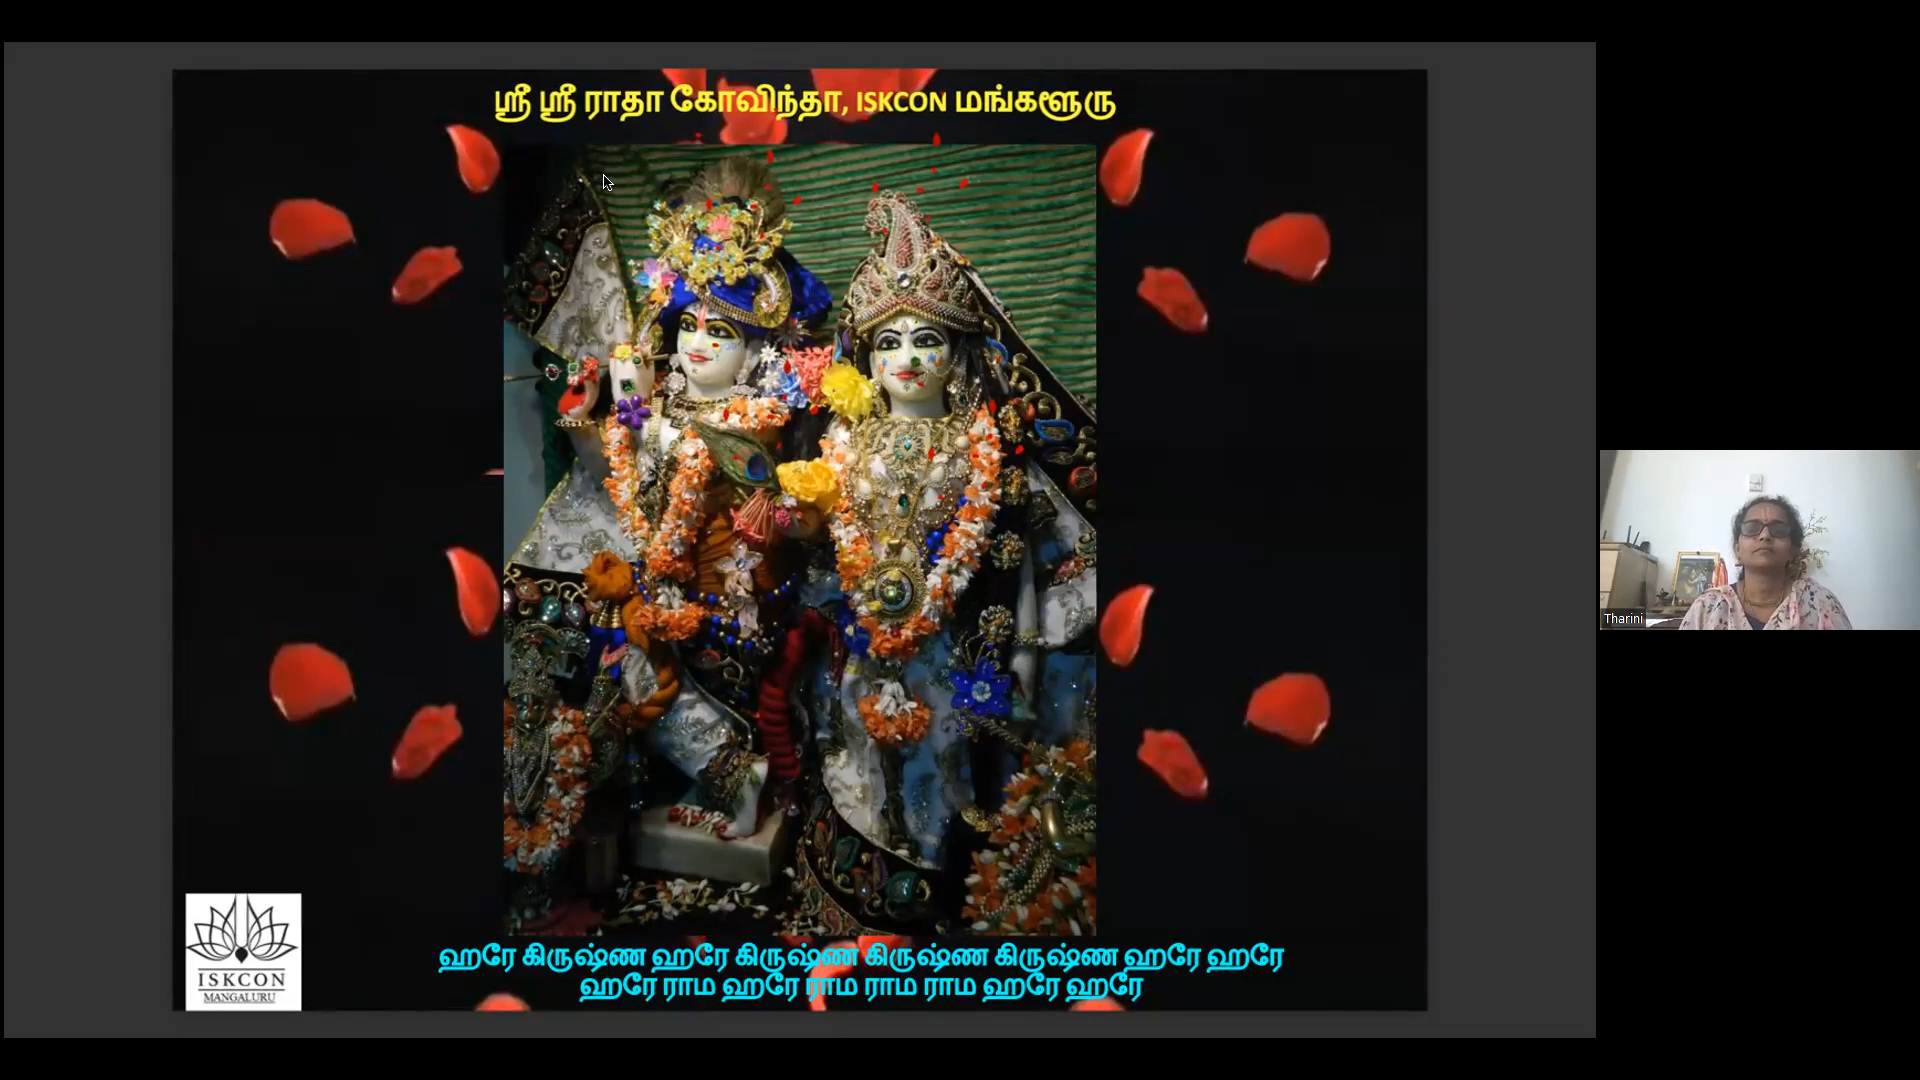 ஸ்ரீ ஸ்ரீ ராதா கோவிந்தா, ISKCON மங்களூரு
Tharini
ISKCON
MANGALURU
ஹரே கிருஷ்ண ஹரே கிருஷ்ண கிருஷ்ண கிருஷ்ண ஹரே ஹரே
ஹரே ராம ஹரே ராம ராம ராம ஹரே ஹரே